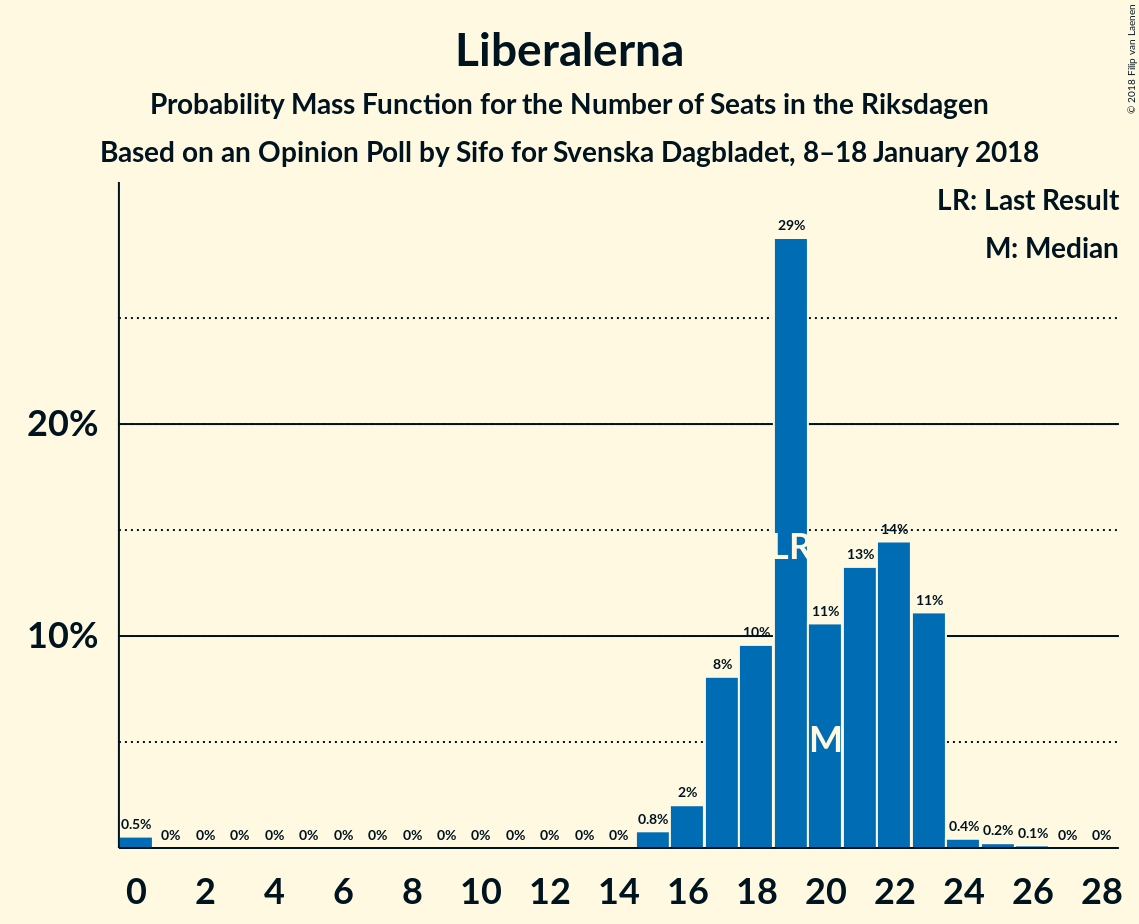 © 2018 Filip van Laenen
Liberalerna
Probability Mass Function for the Number of Seats in the Riksdagen
Based on an Opinion Poll by Sifo for Svenska Dagbladet, 8–18 January 2018
LR: Last Result
M: Median
20%
10%
0.5% 0% 0% 0% 0% 0% 0% 0% 0% 0% 0% 0% 0% 0% 0% 0.8% 2% 8% 10% 29% 11% 13% 14% 11% 0.4% 0.2% 0.1% 0% 0%
LR
M
0 2 4 6 8 10 12 14 16 18 20 22 24 26 28